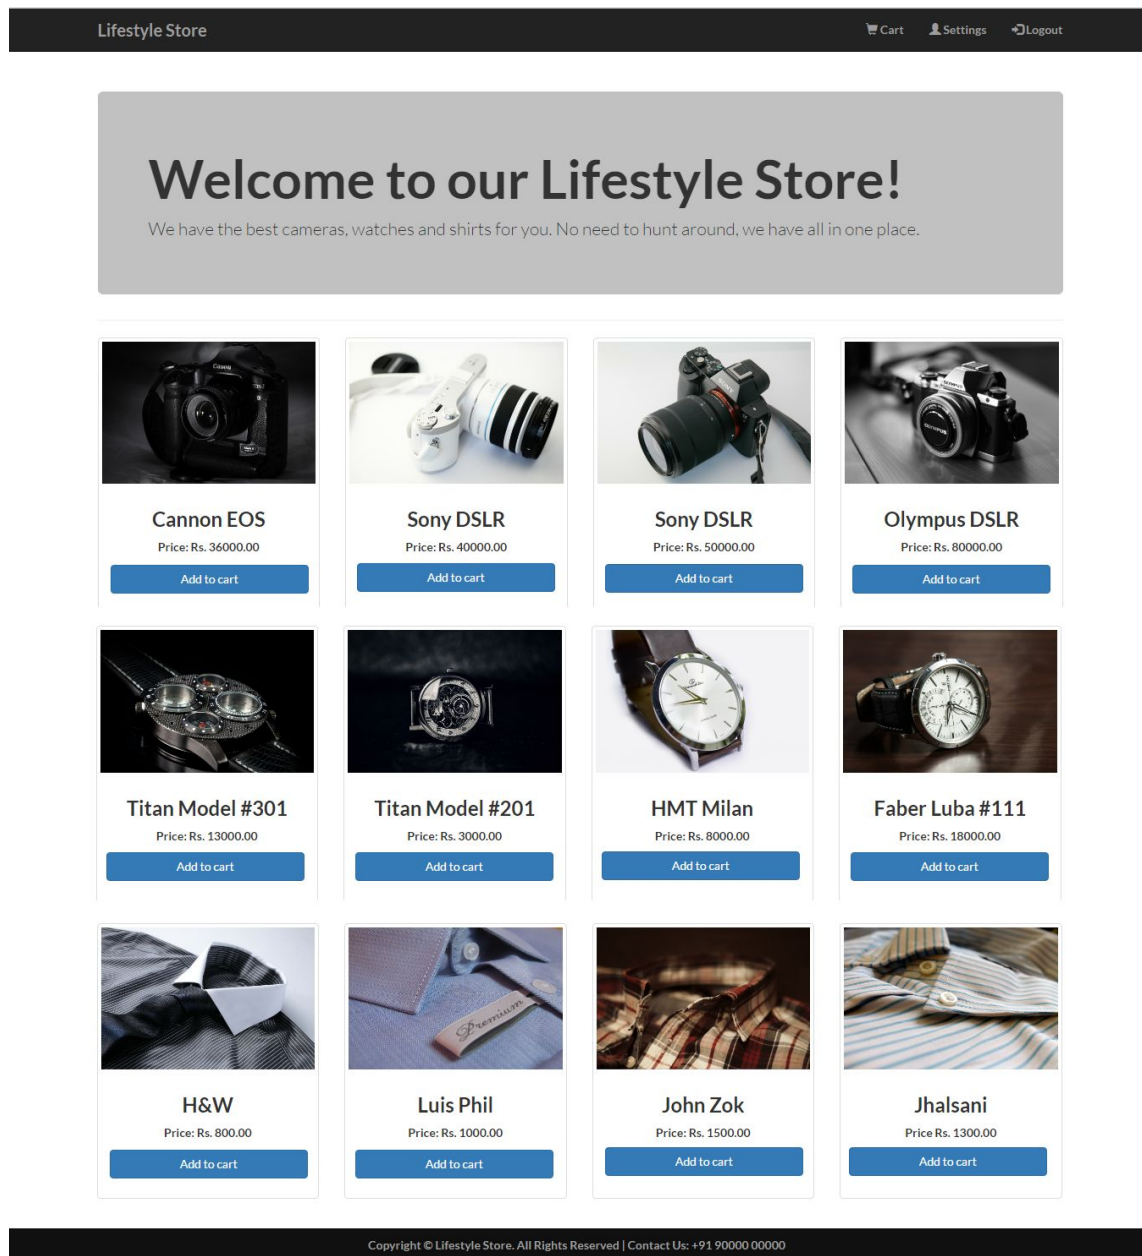 Lifestyle Store
Cart Settings Logout
Welcome to our Lifestyle Store!
We have the best cameras, watches and shirts for you. No need to hunt around, we have all in one place.
Canon
SONY
OLYMPUS
OLYMPUS
Cannon EOS
Sony DSLR
Sony DSLR
Olympus DSLR
Price: Rs. 36000.00
Price: Rs. 40000.00
Price: Rs. 50000.00
Price: Rs. 80000.00
Add to cart
Add to cart
Add to cart
Add to cart
Titan Model #301
Titan Model #201
HMT Milan
Faber Luba #111
Price: Rs. 13000.00
Price: Rs. 3000.00
Price: Rs. 8000.00
Price: Rs. 18000.00
Add to cart
Add to cart
Add to cart
Add to cart
Premium
H&W
Luis Phil
John Zok
Jhalsani
Price: Rs. 800.00
Price: Rs. 1000.00
Price: Rs. 1500.00
Price Rs. 1300.00
Add to cart
Add to cart
Add to cart
Add to cart
Copyright © Lifestyle Store. All Rights Reserved | Contact Us: +91 90000 00000